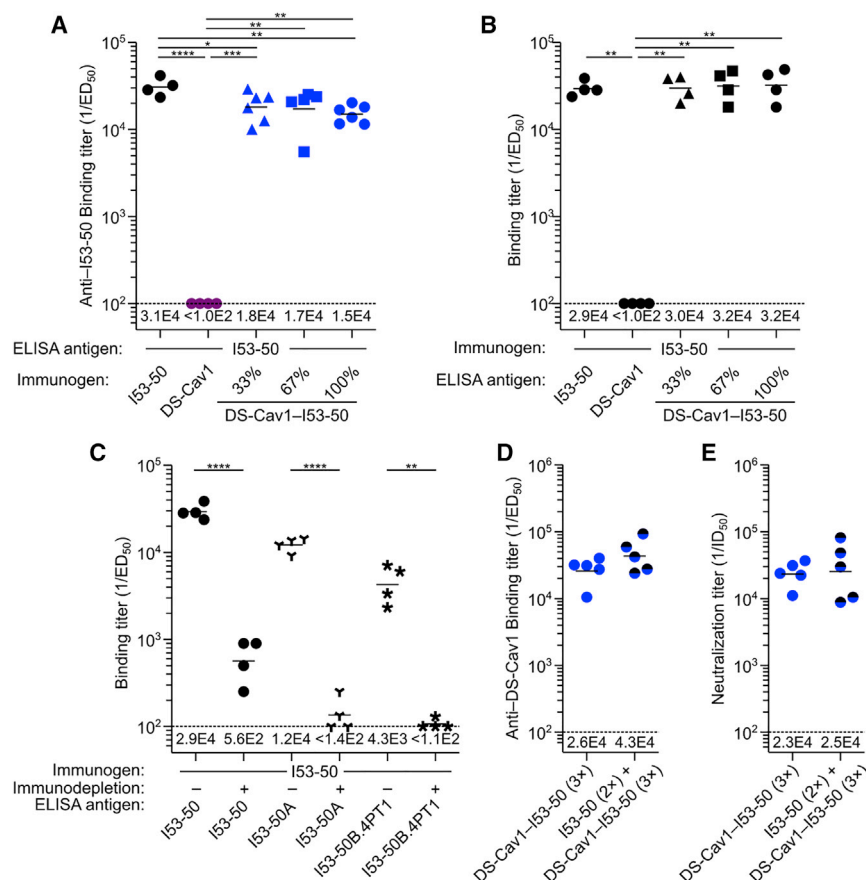 A
**
**
**
*
**** ***
10⁵
10⁴
10³
10²
Anti–I53-50 Binding titer (1/ED₅₀)
3.1E4 <1.0E2 1.8E4 1.7E4 1.5E4
ELISA antigen: I53-50
Immunogen: I53-50 DS-Cav1 33% 67% 100%
DS-Cav1–I53-50
B
**
**
** **
10⁵
10⁴
10³
10²
Binding titer (1/ED₅₀)
2.9E4 <1.0E2 3.0E4 3.2E4 3.2E4
Immunogen: I53-50
ELISA antigen: I53-50 DS-Cav1 33% 67% 100%
DS-Cav1–I53-50
C
**** **** **
10⁵
10⁴
10³
10²
Binding titer (1/ED₅₀)
2.9E4 5.6E2 1.2E4 <1.4E2 4.3E3 <1.1E2
Immunogen: I53-50
Immunodepletion: – + – + – +
ELISA antigen: I53-50 I53-50 I53-50A I53-50A I53-50B.4PT1 I53-50B.4PT1
D
10⁶
10⁵
10⁴
10³
10²
Anti–DS-Cav1 Binding titer (1/ED₅₀)
2.6E4 4.3E4
DS-Cav1–I53-50 (3×)
I53-50 (2×) +
DS-Cav1–I53-50 (3×)
E
10⁶
10⁵
10⁴
10³
10²
Neutralization titer (1/ID₅₀)
2.3E4 2.5E4
DS-Cav1–I53-50 (3×)
I53-50 (2×) +
DS-Cav1–I53-50 (3×)